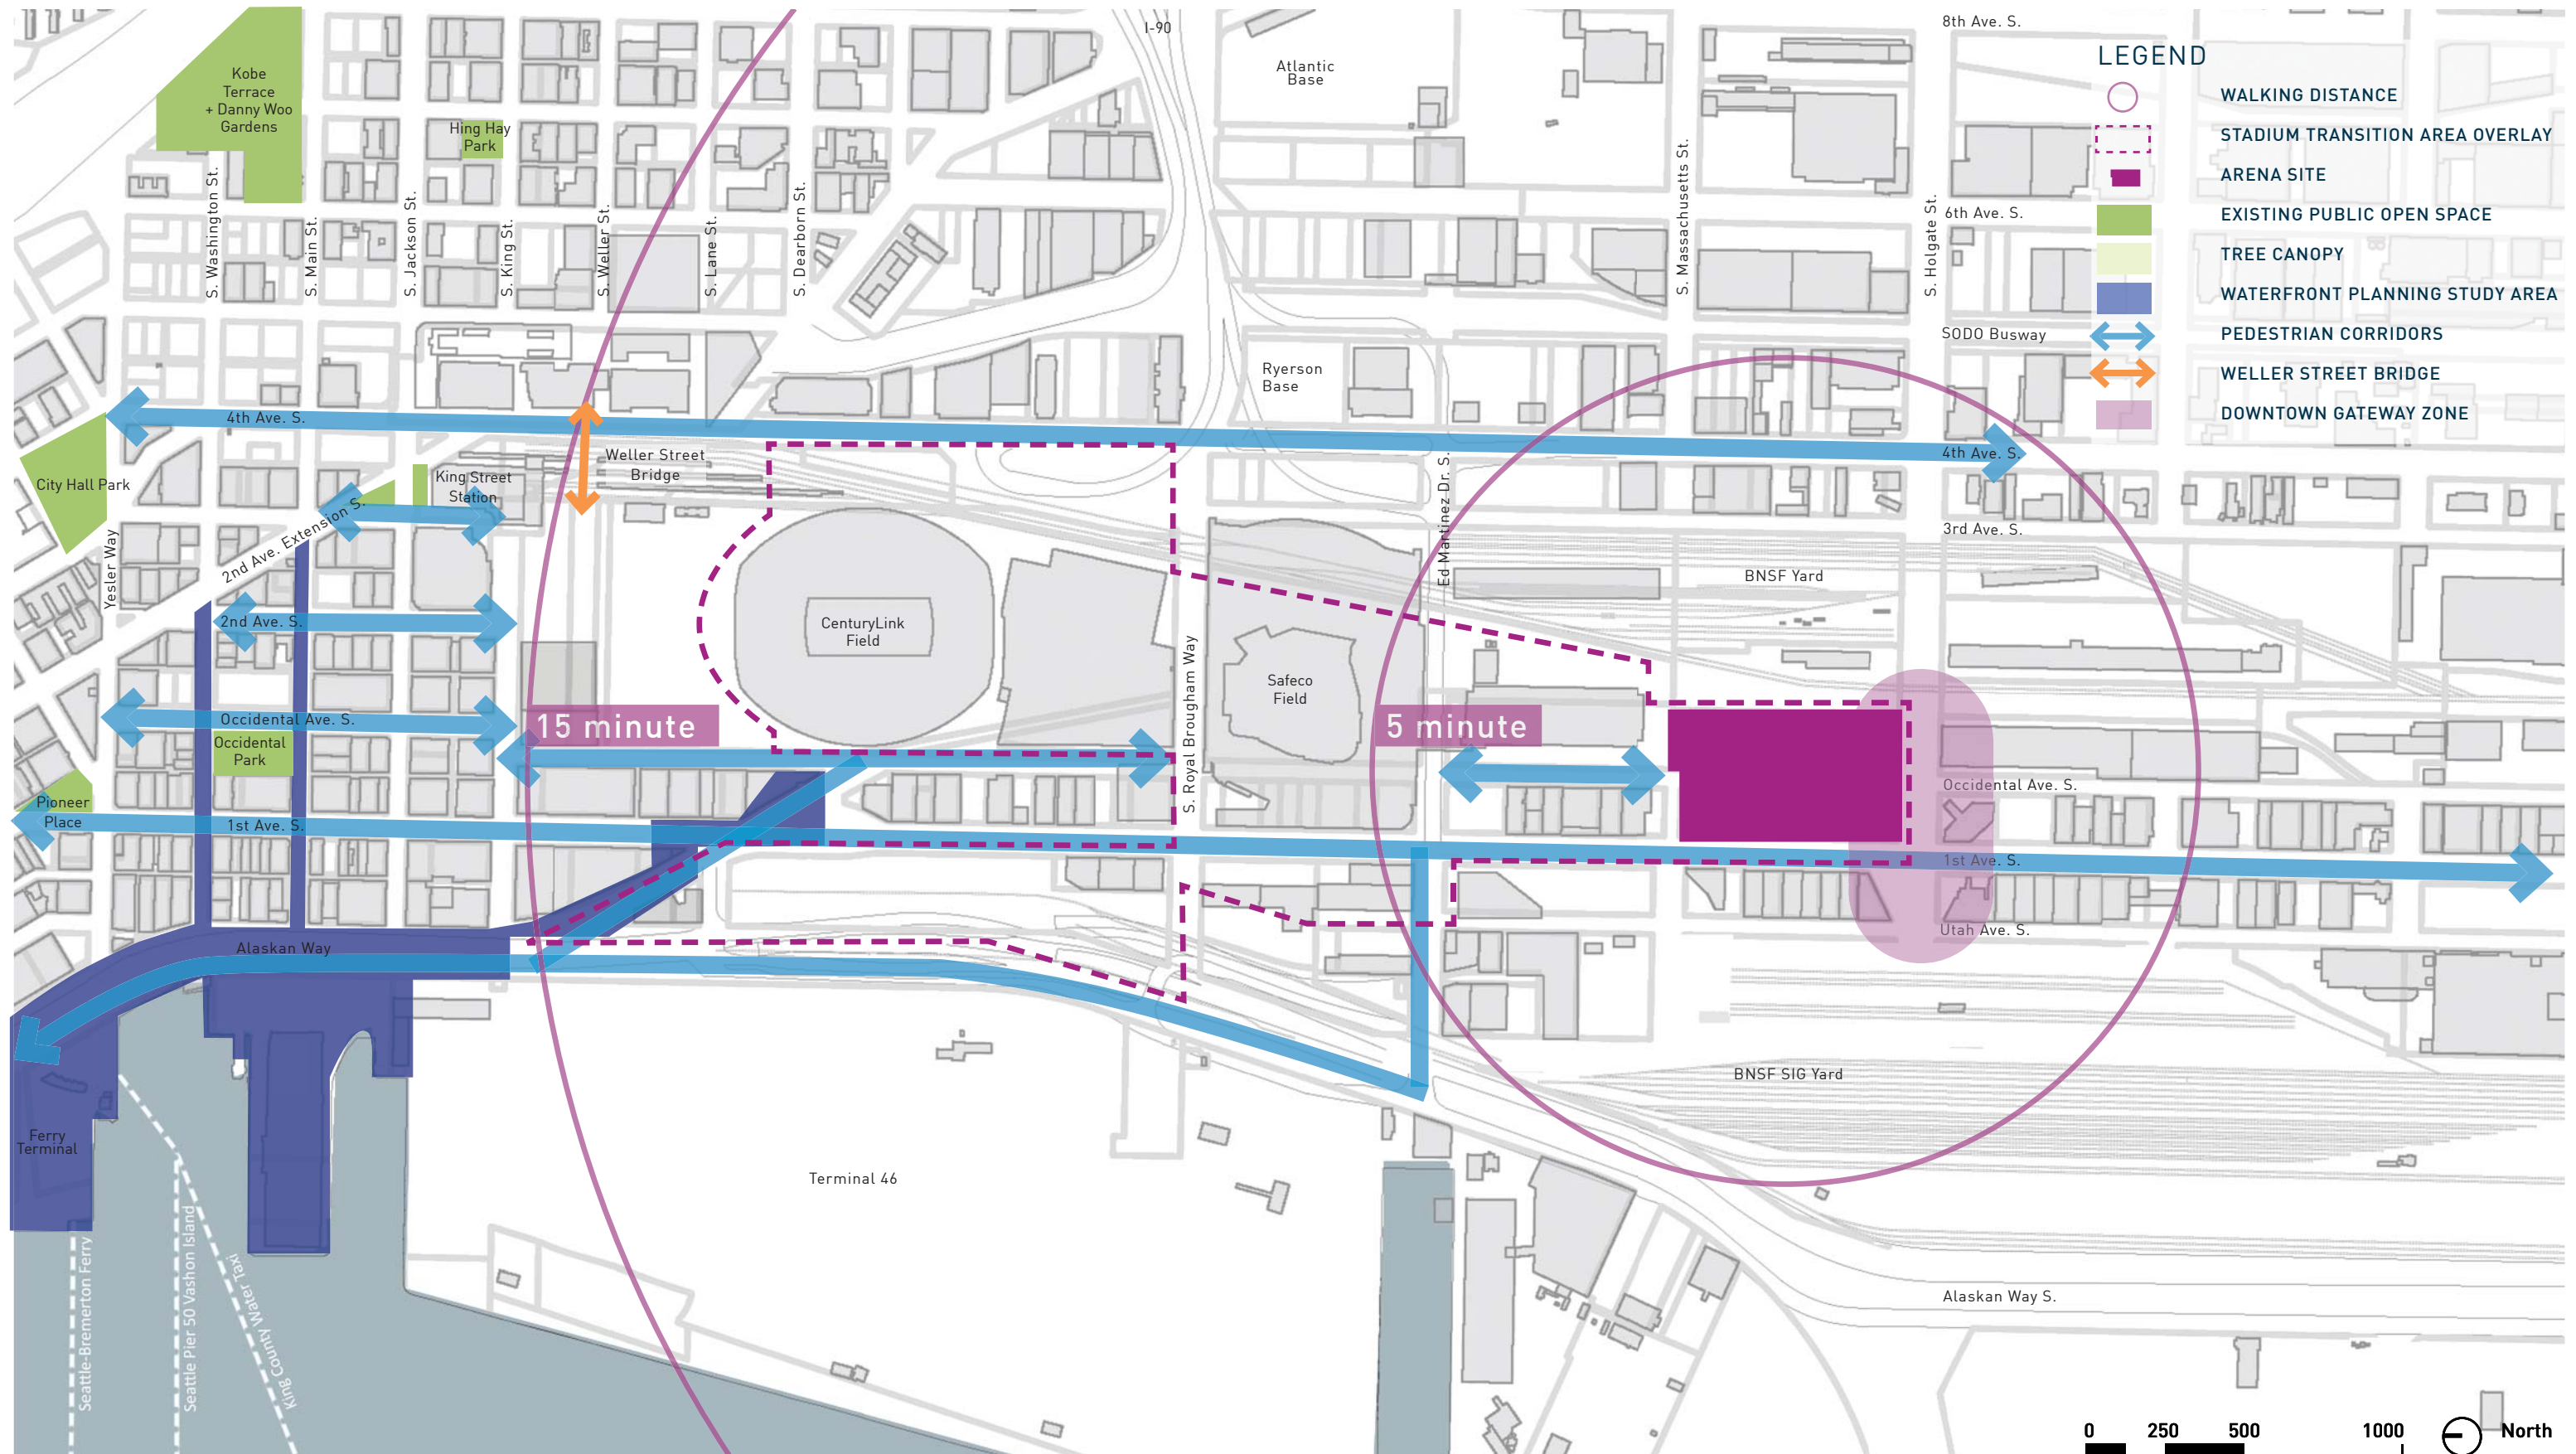 I-90
8th Ave. S.
LEGEND
WALKING DISTANCE
STADIUM TRANSITION AREA OVERLAY
ARENA SITE
EXISTING PUBLIC OPEN SPACE
TREE CANOPY
WATERFRONT PLANNING STUDY AREA
PEDESTRIAN CORRIDORS
WELLER STREET BRIDGE
DOWNTOWN GATEWAY ZONE
Kobe
Terrace
+ Danny Woo
Gardens
Hing Hay
Park
Atlantic
Base
S. Washington St.
S. Main St.
S. Jackson St.
S. King St.
S. Weller St.
S. Lane St.
S. Dearborn St.
S. Massachusetts St.
S. Holgate St.
6th Ave. S.
SODO Busway
Ryerson
Base
4th Ave. S.
4th Ave. S.
City Hall Park
King Street
Station
Weller Street
Bridge
Yesler Way
2nd Ave. Extension S.
Ed Martinez Dr. S.
3rd Ave. S.
BNSF Yard
2nd Ave. S.
CenturyLink
Field
S. Royal Brougham Way
Safeco
Field
Occidental Ave. S.
15 minute
5 minute
Occidental
Park
Occidental Ave. S.
Pioneer
Place
1st Ave. S.
1st Ave. S.
Utah Ave. S.
Alaskan Way
BNSF SIG Yard
Ferry
Terminal
Terminal 46
Seattle-Bremerton Ferry
Seattle Pier 50 Vashon Island
King County Water Taxi
Alaskan Way S.
0 250 500 1000
North